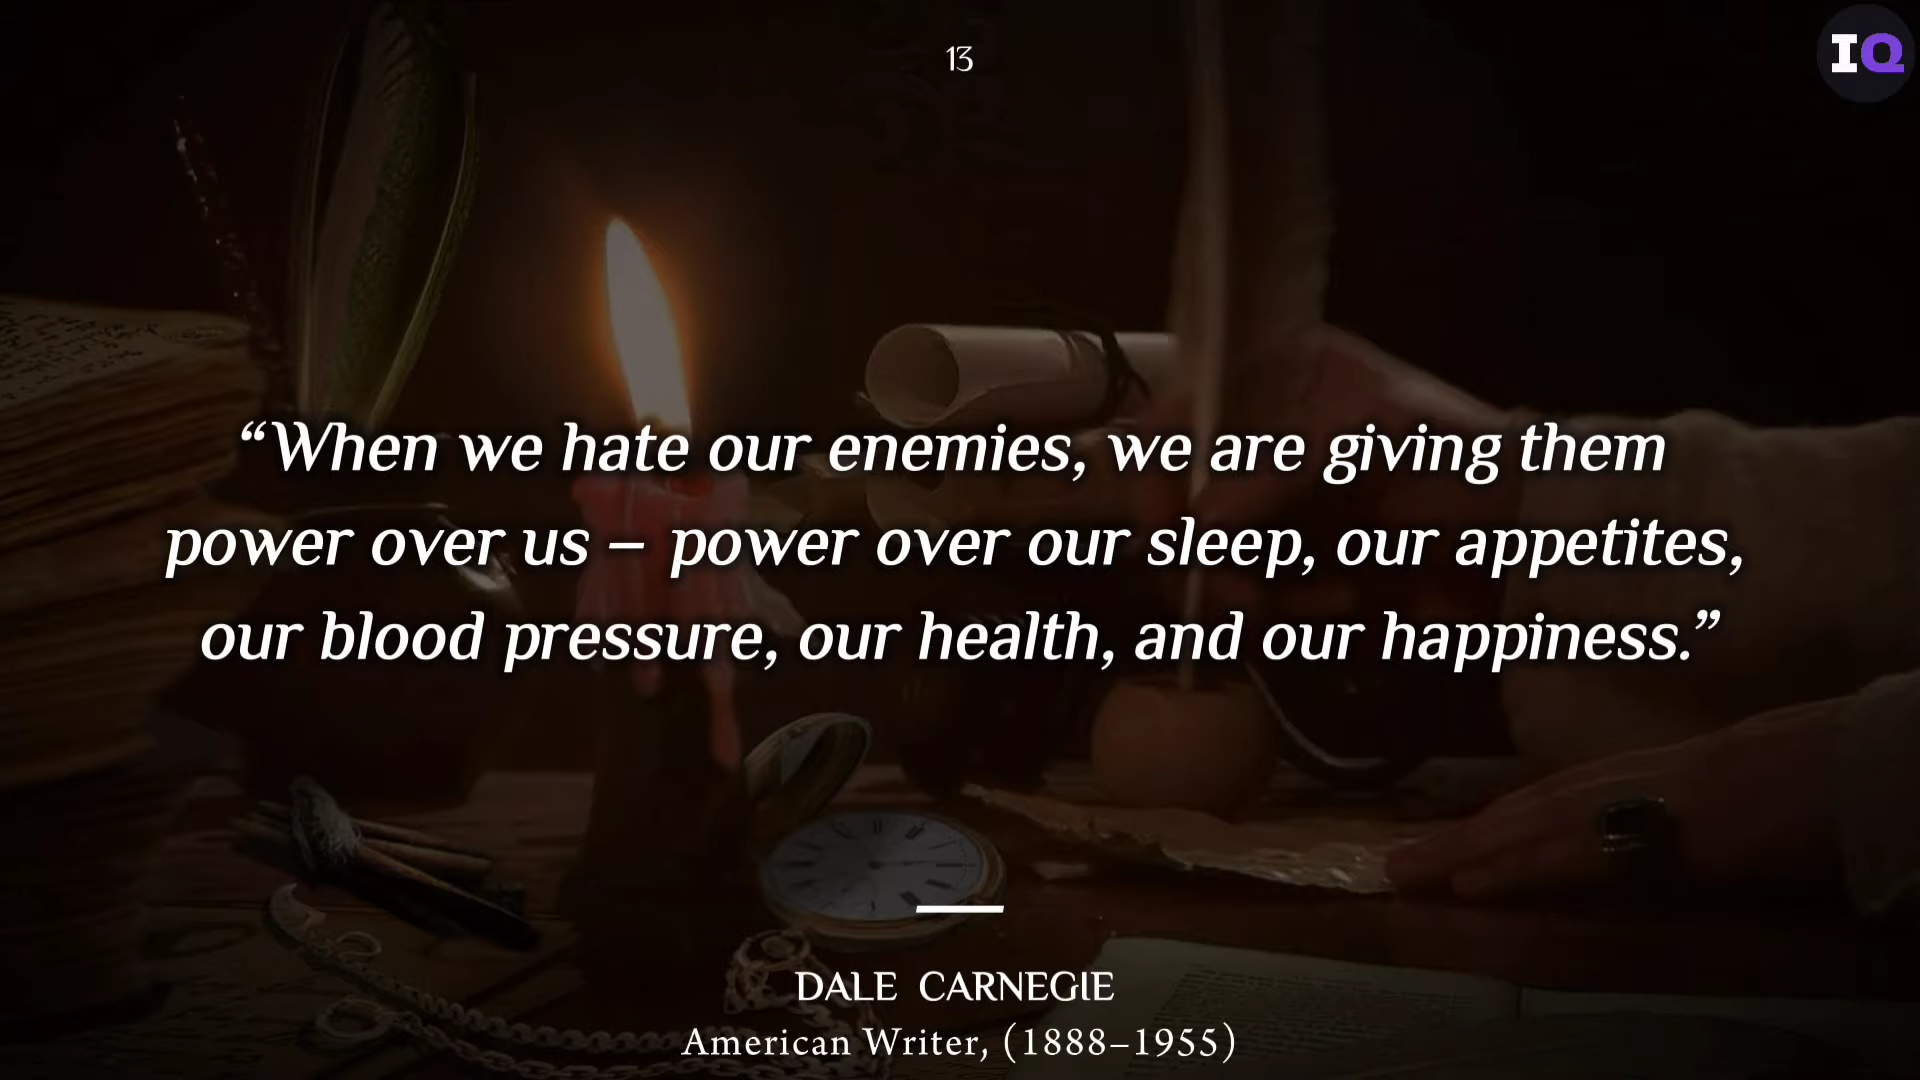 13
IQ
“When we hate our enemies, we are giving them
power over us – power over our sleep, our appetites,
our blood pressure, our health, and our happiness.”
DALE CARNEGIE
American Writer, (1888–1955)